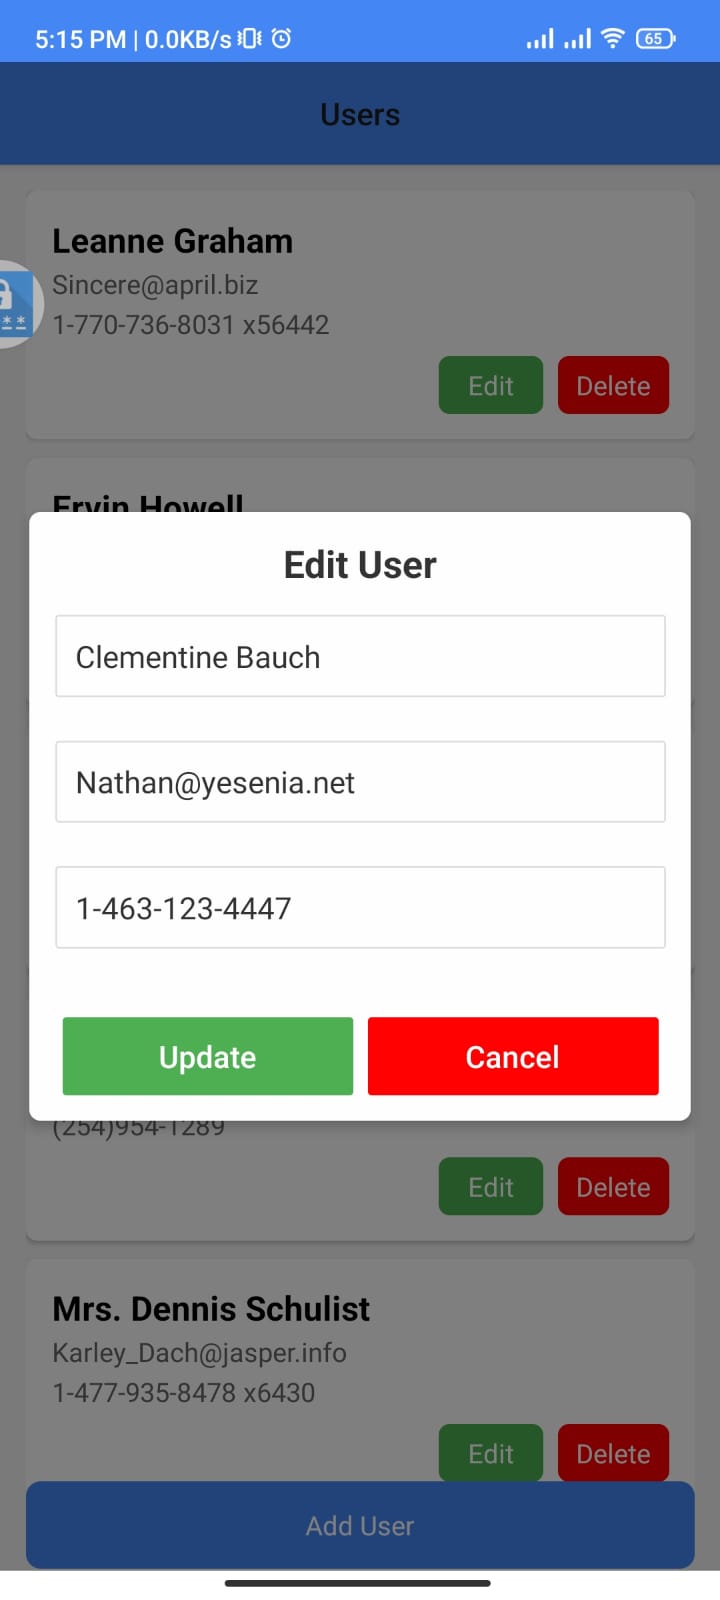 5:15 PM | 0.0KB/s
65
Users
Leanne Graham
Sincere@april.biz
1-770-736-8031 x56442
Edit Delete
Ervin Howell
Edit User
Clementine Bauch
Nathan@yesenia.net
1-463-123-4447
Update Cancel
(254)954-1289
Edit Delete
Mrs. Dennis Schulist
Karley_Dach@jasper.info
1-477-935-8478 x6430
Edit Delete
Add User